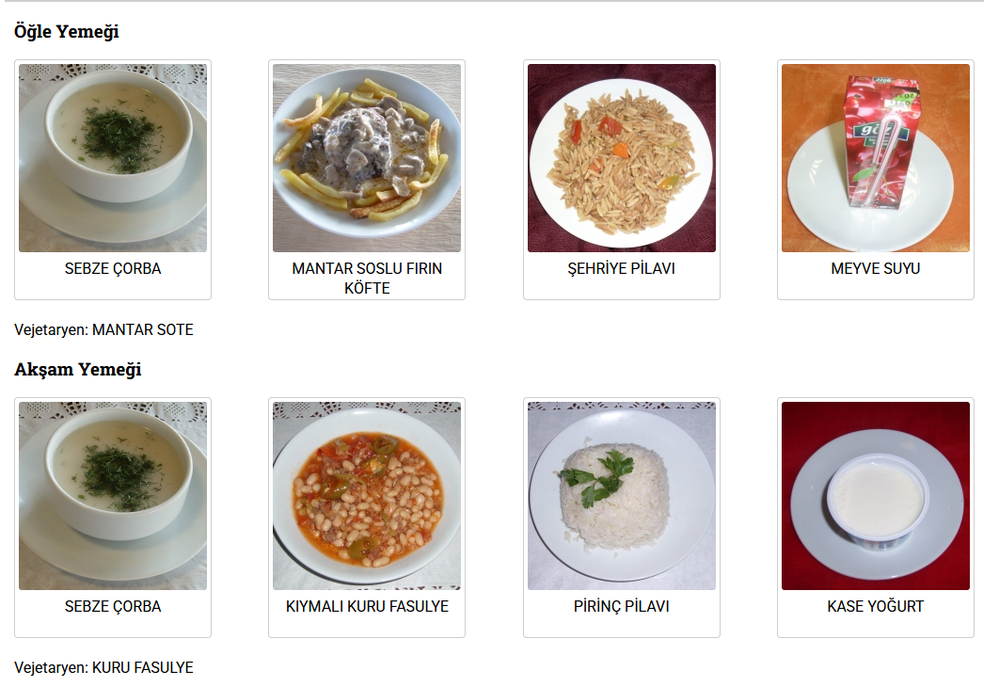 Öğle Yemeği
SEBZE ÇORBA
MANTAR SOSLU FIRIN
KÖFTE
ŞEHRİYE PİLAVI
MEYVE SUYU
Vejetaryen: MANTAR SOTE
Akşam Yemeği
SEBZE ÇORBA
KIYMALI KURU FASULYE
PİRİNÇ PİLAVI
KASE YOĞURT
Vejetaryen: KURU FASULYE